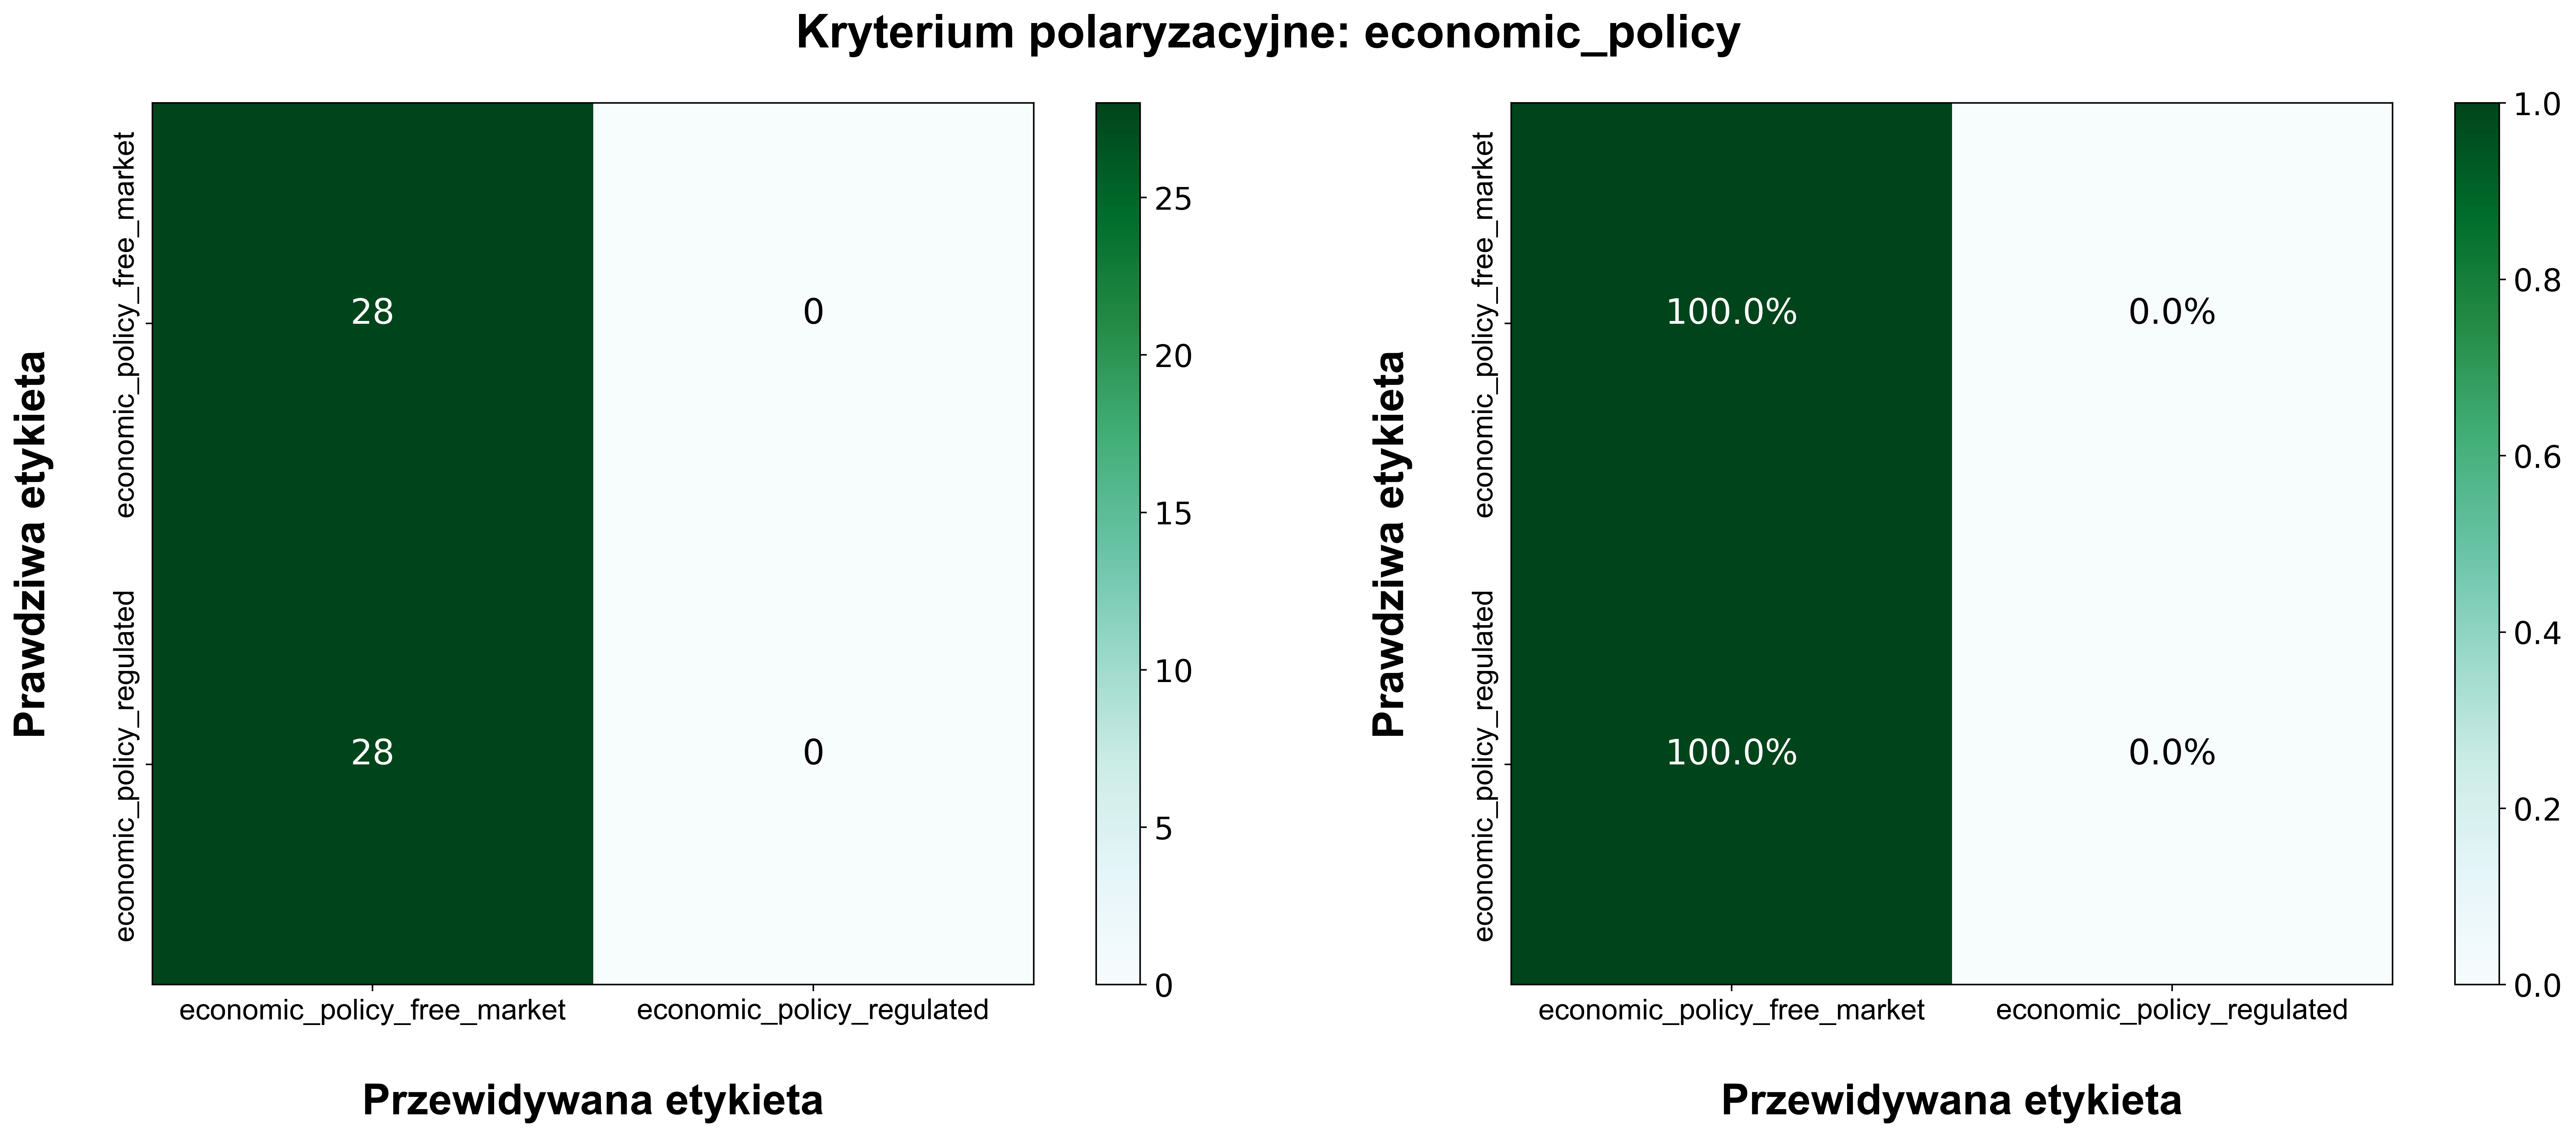 Kryterium polaryzacyjne: economic_policy
Prawdziwa etykieta
economic_policy_free_market
economic_policy_regulated
28
0
28
0
economic_policy_free_market
economic_policy_regulated
Przewidywana etykieta
25
20
15
10
5
0
Prawdziwa etykieta
economic_policy_free_market
economic_policy_regulated
100.0%
0.0%
100.0%
0.0%
economic_policy_free_market
economic_policy_regulated
Przewidywana etykieta
1.0
0.8
0.6
0.4
0.2
0.0